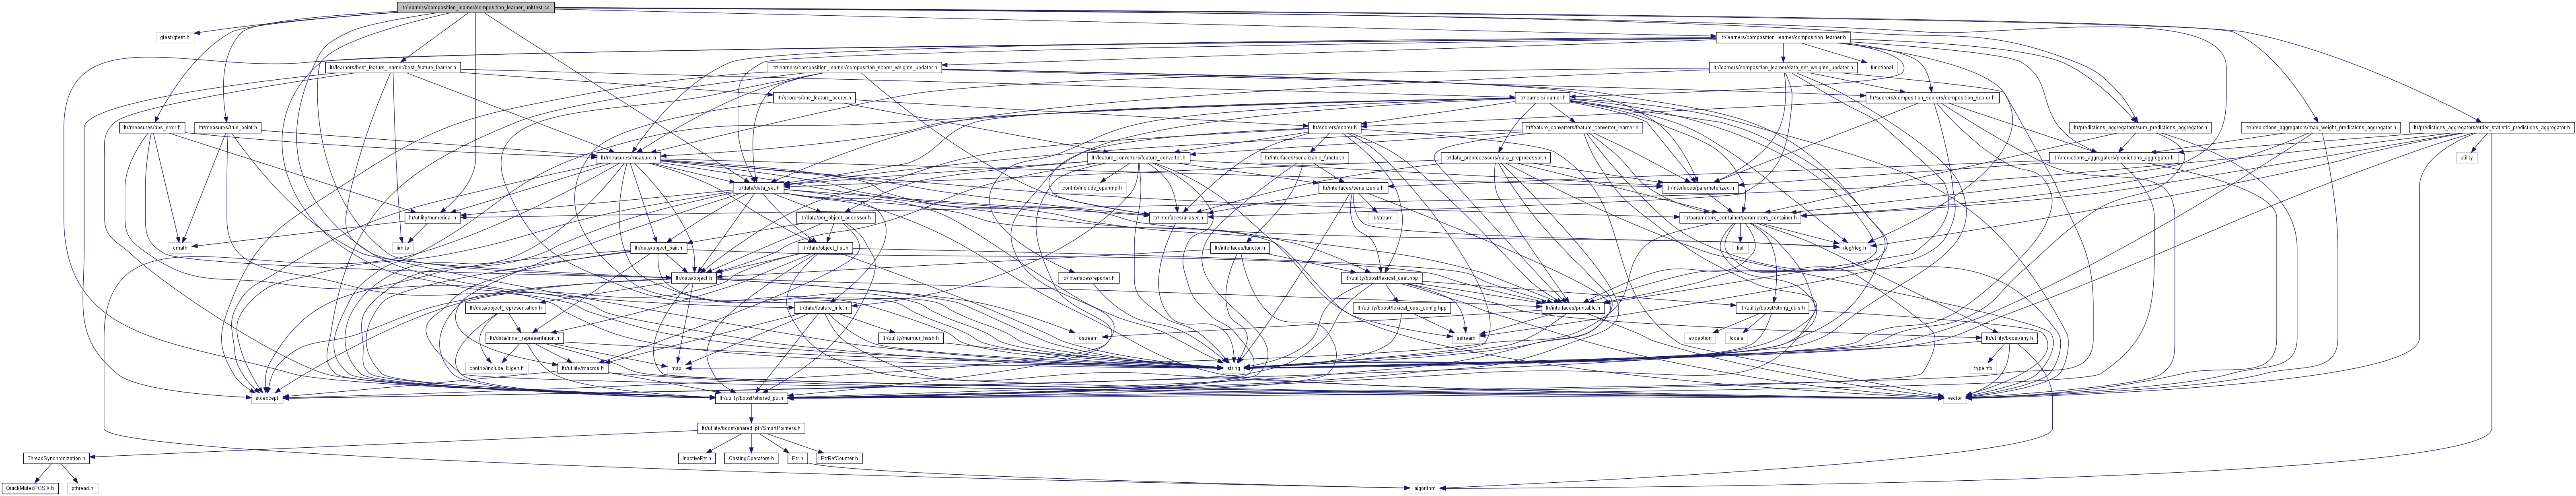 ltr/learners/composition_learner/composition_learner_unittest.cc
gtest/gtest.h
ltr/learners/composition_learner/composition_learner.h
ltr/learners/best_feature_learner/best_feature_learner.h
ltr/learners/composition_learner/composition_scorer_weights_updater.h
ltr/learners/composition_learner/data_set_weights_updater.h
functional
ltr/scorers/one_feature_scorer.h
ltr/learners/learner.h
ltr/scorers/composition_scorers/composition_scorer.h
ltr/measures/abs_error.h
ltr/measures/true_point.h
ltr/scorers/scorer.h
ltr/feature_converters/feature_converter_learner.h
ltr/predictions_aggregators/sum_predictions_aggregator.h
ltr/predictions_aggregators/max_weight_predictions_aggregator.h
ltr/predictions_aggregators/order_statistic_predictions_aggregator.h
ltr/measures/measure.h
ltr/feature_converters/feature_converter.h
ltr/interfaces/serializable_functor.h
ltr/data_preprocessors/data_preprocessor.h
ltr/predictions_aggregators/predictions_aggregator.h
utility
ltr/data/data_set.h
contrib/include_openmp.h
ltr/interfaces/serializable.h
ltr/interfaces/parameterized.h
ltr/utility/numerical.h
ltr/data/per_object_accessor.h
ltr/interfaces/aliaser.h
iostream
ltr/parameters_container/parameters_container.h
cmath
limits
ltr/data/object_pair.h
ltr/data/object_list.h
ltr/interfaces/functor.h
list
rlog/rlog.h
ltr/data/object.h
ltr/interfaces/reporter.h
ltr/utility/boost/lexical_cast.hpp
ltr/data/object_representation.h
ltr/data/feature_info.h
ltr/utility/boost/lexical_cast_config.hpp
ltr/interfaces/printable.h
ltr/utility/boost/string_utils.h
ltr/data/inner_representation.h
ltr/utility/murmur_hash.h
ostream
sstream
exception
locale
ltr/utility/boost/any.h
contrib/include_Eigen.h
ltr/utility/macros.h
map
string
typeinfo
stdexcept
ltr/utility/boost/shared_ptr.h
vector
ltr/utility/boost/shared_ptr/SmartPointers.h
ThreadSynchronization.h
InactivePtr.h
CastingOperators.h
Ptr.h
PtrRefCounter.h
QuickMutexPOSIX.h
pthread.h
algorithm